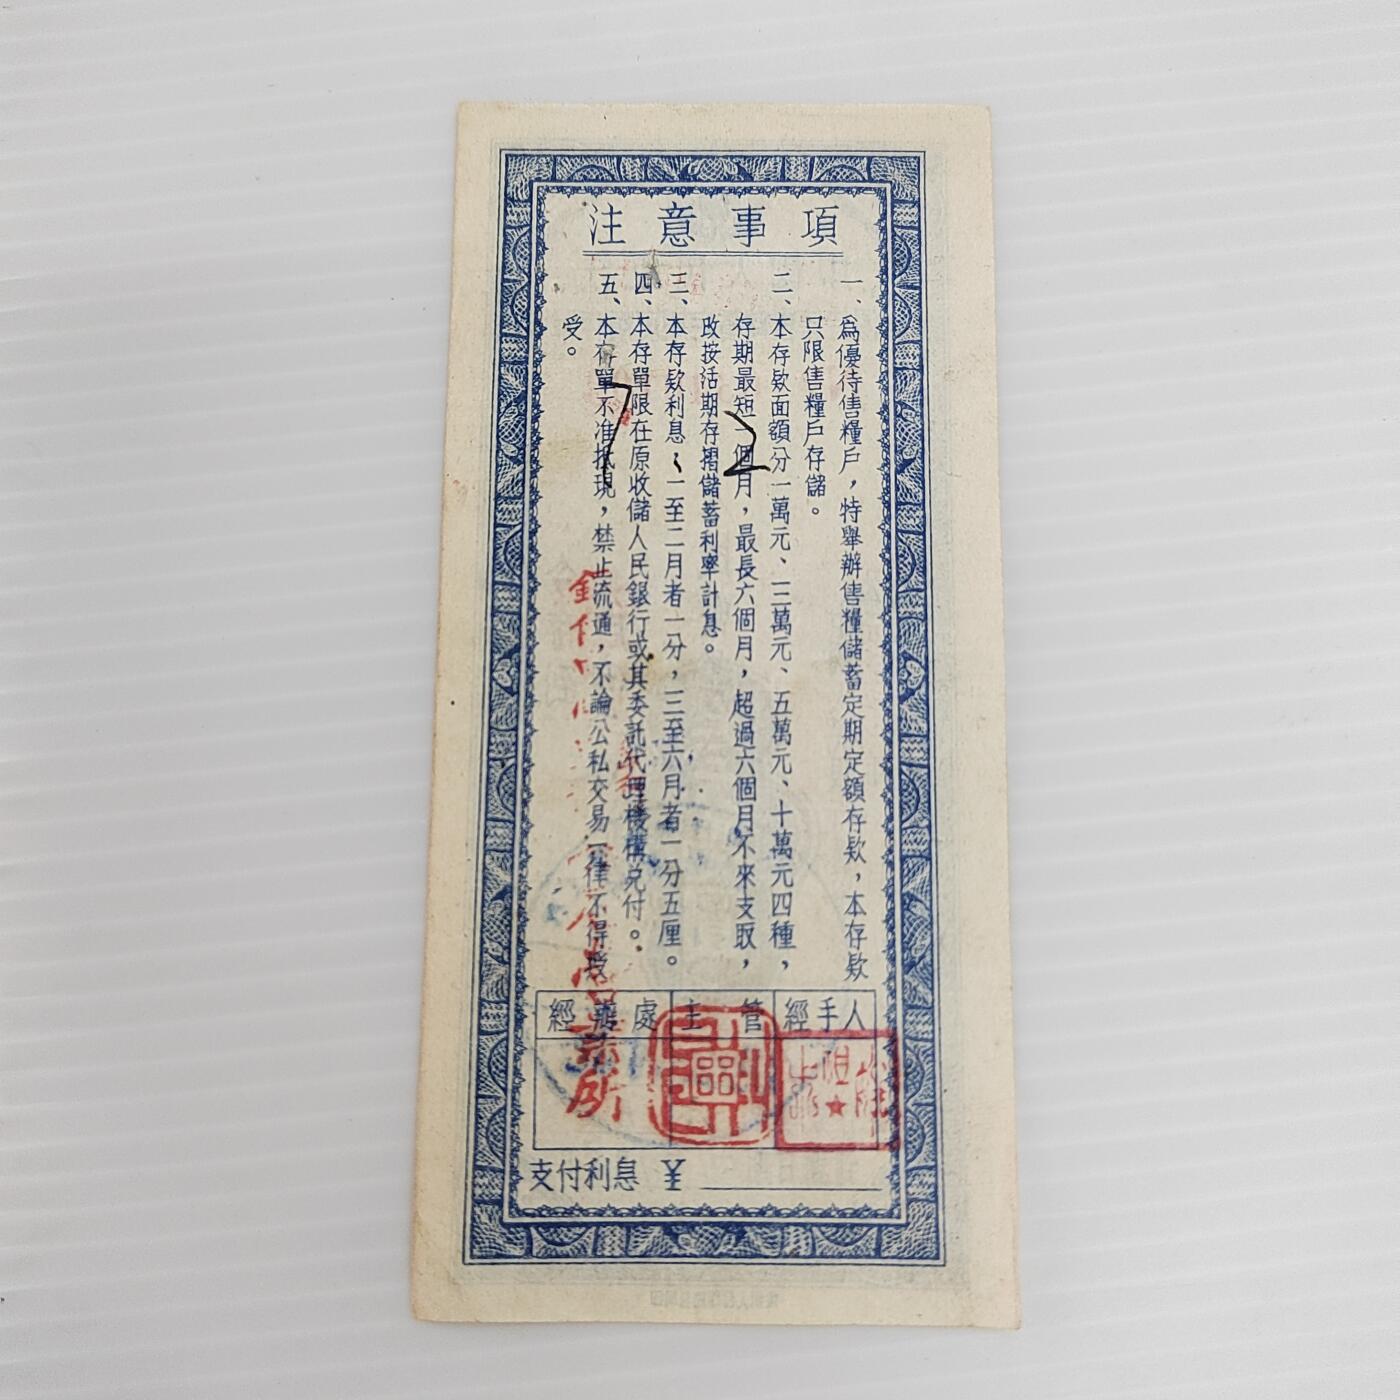 注意事項
一、爲優待售糧戶，特舉辦售糧儲蓄定期定額存欵，本存欵
只限售糧戶存儲。
二、本存欵面額分一萬元、三萬元、五萬元、十萬元四種，
存期最短一個月，最長六個月，超過六個月不來支取，
改按活期存摺儲蓄利率計息。
三、本存欵利息：一至二月者一分，三至六月者一分五厘。
四、本存單限在原收儲人民銀行或其委託代理機構兌付。
五、本存單不准抵現，禁止流通，不論公私交易一律不得授
受。
72
經辦處 主管 經手人
支付利息 ¥